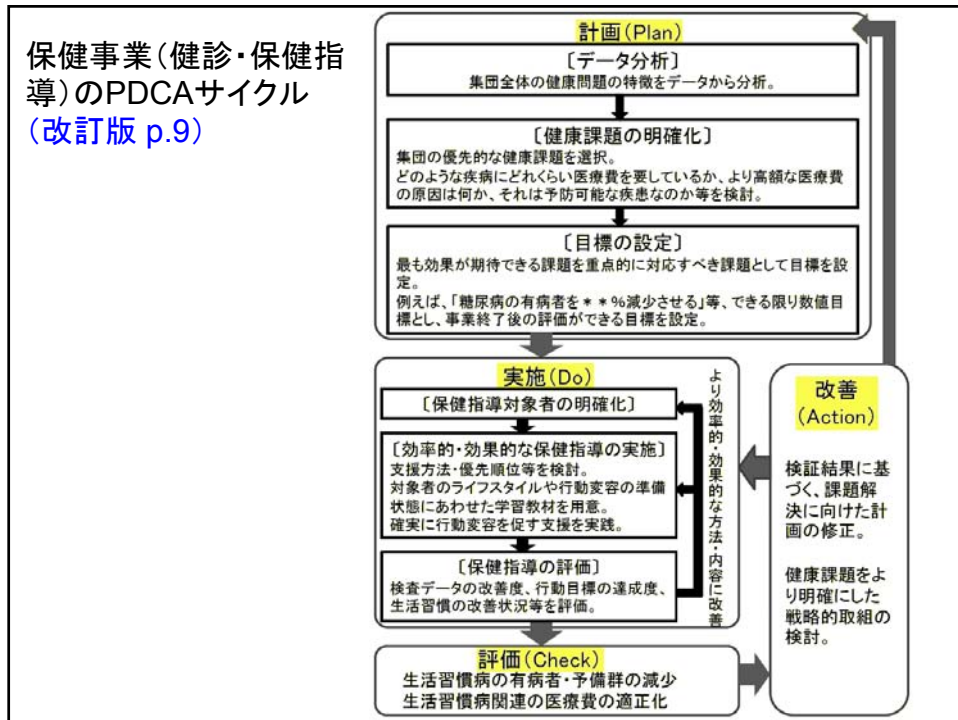 保健事業(健診・保健指
導)のPDCAサイクル
(改訂版 p.9)
計画(Plan)
〔データ分析〕
集団全体の健康問題の特徴をデータから分析。
〔健康課題の明確化〕
集団の優先的な健康課題を選択。
どのような疾病にどれくらい医療費を要しているか、より高額な医療費
の原因は何か、それは予防可能な疾患なのか等を検討。
〔目標の設定〕
最も効果が期待できる課題を重点的に対応すべき課題として目標を設
定。
例えば、「糖尿病の有病者を＊＊％減少させる」等、できる限り数値目
標とし、事業終了後の評価ができる目標を設定。
実施(Do)
〔保健指導対象者の明確化〕
〔効率的・効果的な保健指導の実施〕
支援方法・優先順位等を検討。
対象者のライフスタイルや行動変容の準備
状態にあわせた学習教材を用意。
確実に行動変容を促す支援を実践。
〔保健指導の評価〕
検査データの改善度、行動目標の達成度、
生活習慣の改善状況等を評価。
より効率的・効果的な方法・内容に改善
評価(Check)
生活習慣病の有病者・予備群の減少
生活習慣病関連の医療費の適正化
改善
(Action)
検証結果に基
づく、課題解
決に向けた計
画の修正。
健康課題をよ
り明確にした
戦略的取組の
検討。